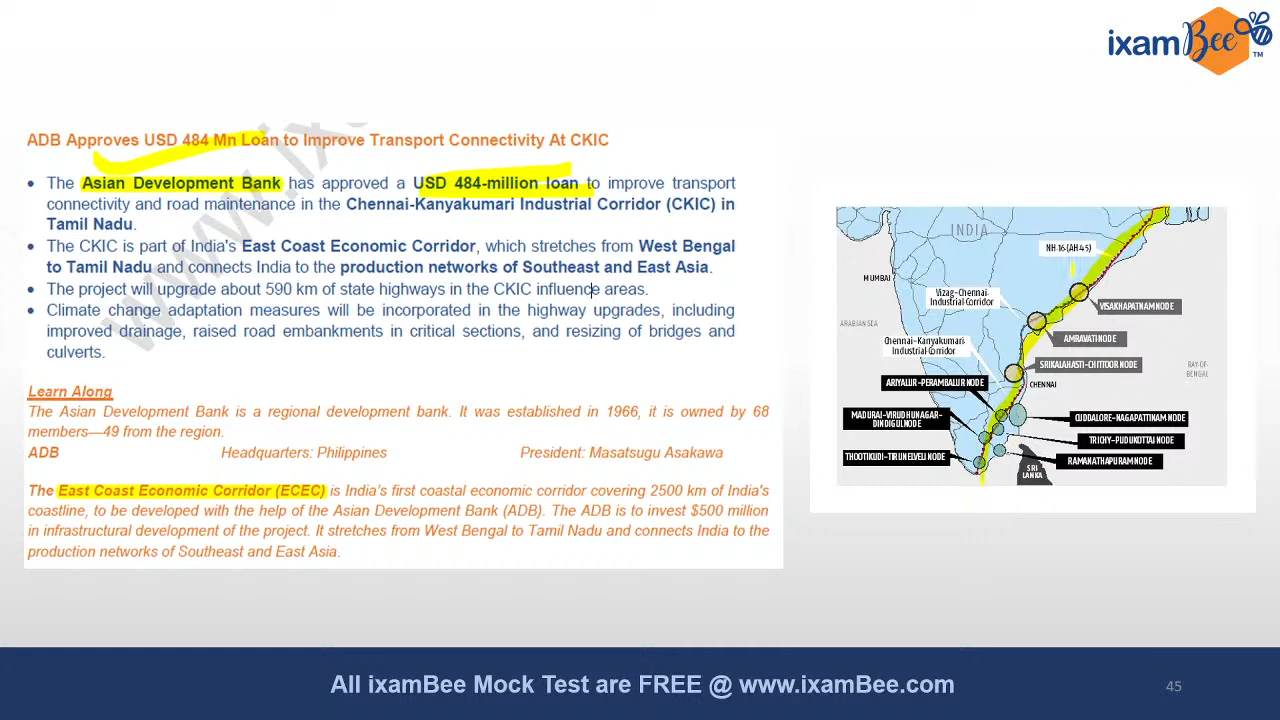 ixamBee
TM
ADB Approves USD 484 Mn Loan to Improve Transport Connectivity At CKIC
• The Asian Development Bank has approved a USD 484-million loan to improve transport
connectivity and road maintenance in the Chennai-Kanyakumari Industrial Corridor (CKIC) in
Tamil Nadu.
• The CKIC is part of India's East Coast Economic Corridor, which stretches from West Bengal
to Tamil Nadu and connects India to the production networks of Southeast and East Asia.
• The project will upgrade about 590 km of state highways in the CKIC influence areas.
• Climate change adaptation measures will be incorporated in the highway upgrades, including
improved drainage, raised road embankments in critical sections, and resizing of bridges and
culverts.
Learn Along
The Asian Development Bank is a regional development bank. It was established in 1966, it is owned by 68
members—49 from the region.
ADB Headquarters: Philippines President: Masatsugu Asakawa
The East Coast Economic Corridor (ECEC) is India's first coastal economic corridor covering 2500 km of India's
coastline, to be developed with the help of the Asian Development Bank (ADB). The ADB is to invest $500 million
in infrastructural development of the project. It stretches from West Bengal to Tamil Nadu and connects India to the
production networks of Southeast and East Asia.
INDIA
NH 16 (AH 45)
MUMBAI
Vizag-Chennai-
Industrial-Corridor
VISAKHAPATNAM NODE
ARABIAN SEA
AMRAVATI-NODE
Chennai-Kanyakumari-
Industrial-Corridor
SRIKALAHASTI-CHITTOOR NODE
BAY-OF-
BENGAL
ARIYALUR-PERAMBALUR NODE
CHENNAI
MADURAI-VIRUDHUNAGAR-
DINDIGUL NODE
CUDDALORE-NAGAPATTINAM NODE
TRICHY-PUDUKOTTAI NODE
THOOTIKUDI-TIRUNELVELI NODE
RAMANATHAPURAM NODE
SRI
LANKA
All ixamBee Mock Test are FREE @ www.ixamBee.com
45